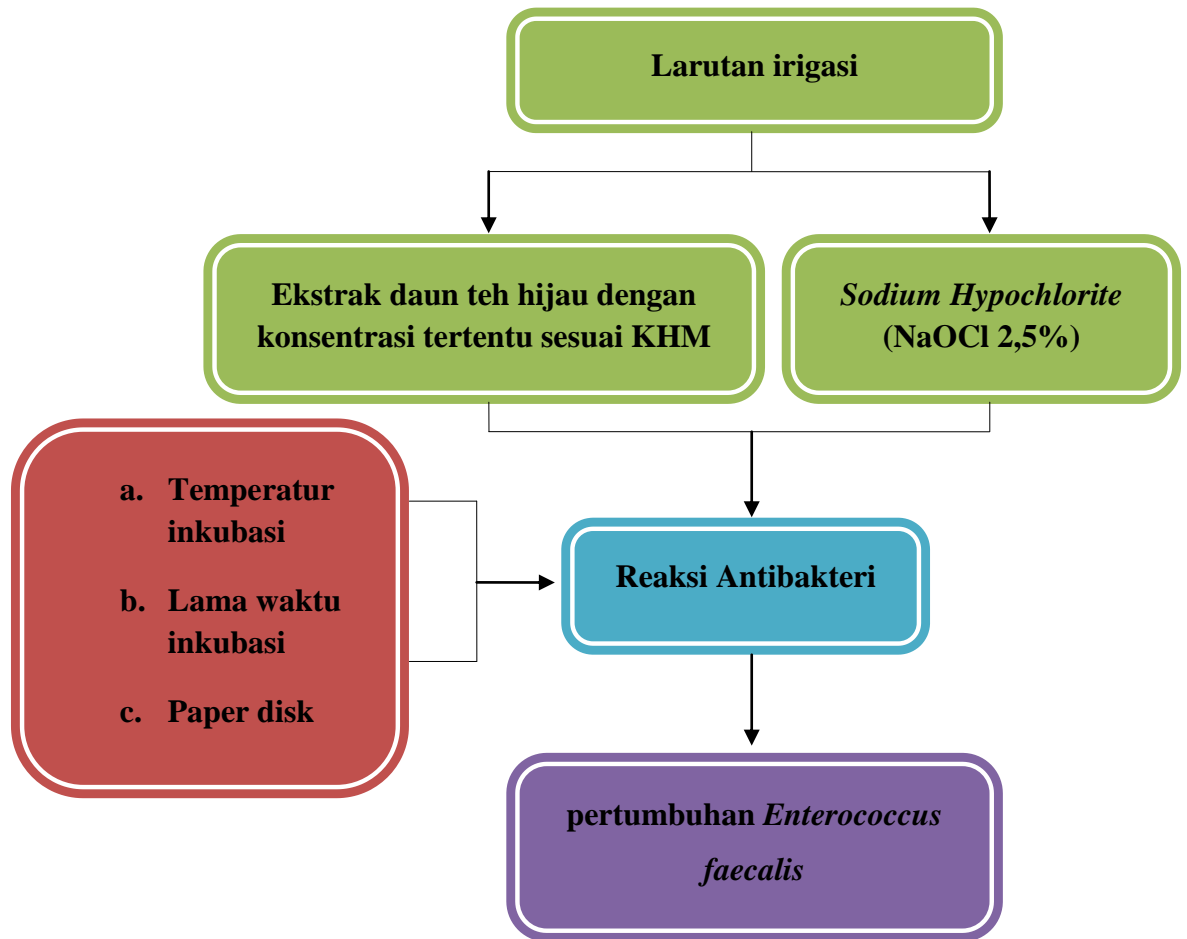 Larutan irigasi
Ekstrak daun teh hijau dengan
konsentrasi tertentu sesuai KHM
Sodium Hypochlorite
(NaOCl 2,5%)
a. Temperatur
inkubasi
b. Lama waktu
inkubasi
c. Paper disk
Reaksi Antibakteri
pertumbuhan Enterococcus
faecalis